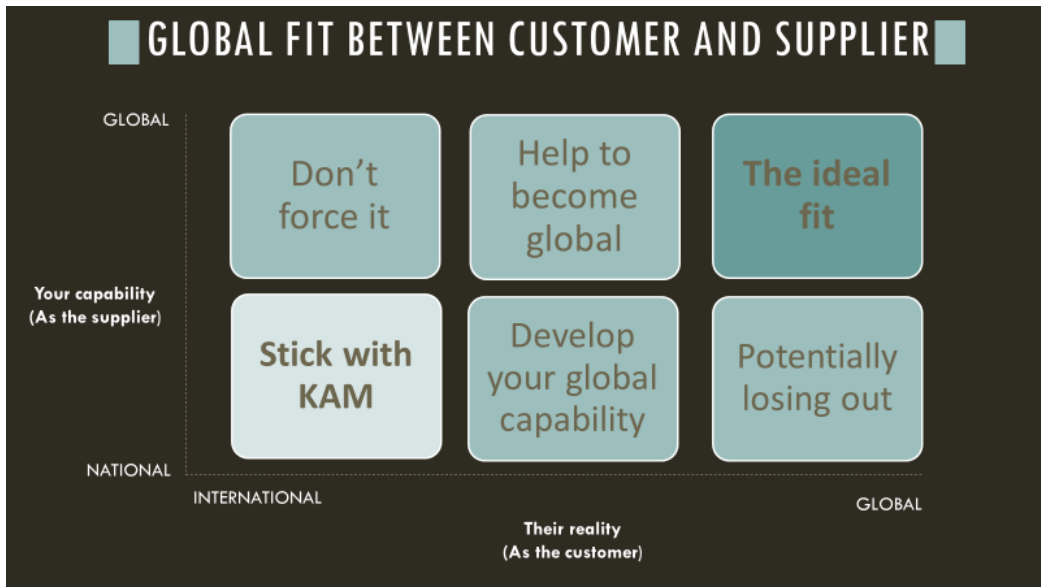 GLOBAL FIT BETWEEN CUSTOMER AND SUPPLIER
GLOBAL
Don't
force it
Help to
become
global
The ideal
fit
Your capability
(As the supplier)
Stick with
KAM
Develop
your global
capability
Potentially
losing out
NATIONAL
INTERNATIONAL
GLOBAL
Their reality
(As the customer)